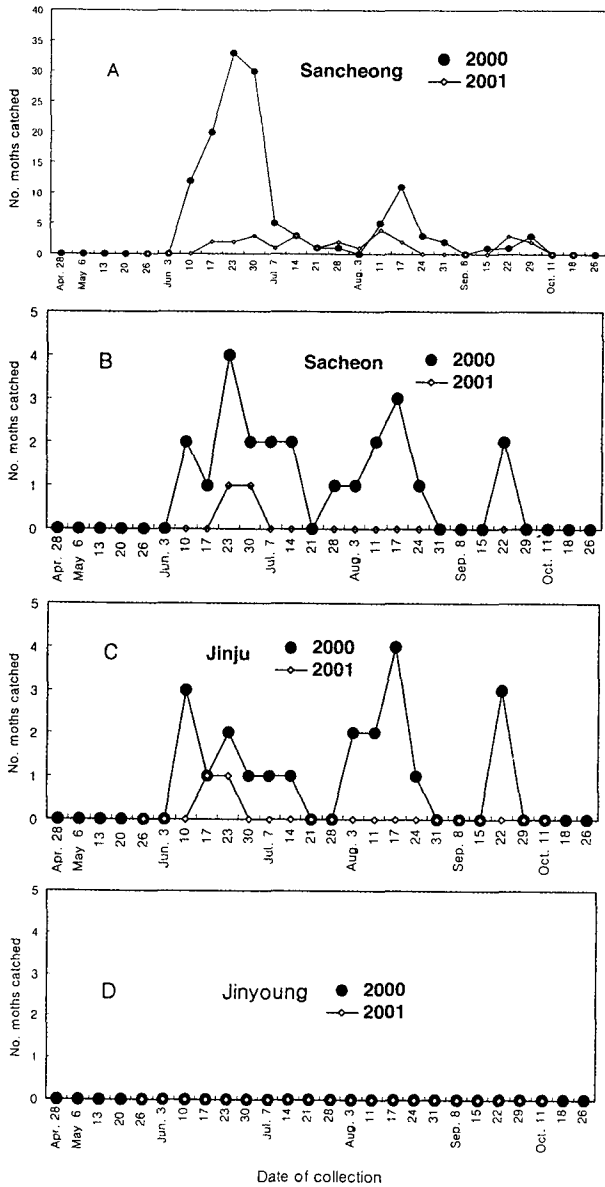 40
35
30
25
20
15
10
5
0
No. moths catched
A
Sancheong
2000
2001
Apr. 28 May 6 13 20 26 Jun 3 10 17 23 30 Jul. 7 14 21 28 Aug. 3 11 17 24 31 Sep. 8 15 22 29 Oct. 11 18 26
5
4
3
2
1
0
No. moths catched
B
Sacheon
2000
2001
Apr. 28 May 6 13 20 26 Jun. 3 10 17 23 30 Jul. 7 14 21 28 Aug. 3 11 17 24 31 Sep. 8 15 22 29 Oct. 11 18 26
5
4
3
2
1
0
No. moths catched
C
Jinju
2000
2001
Apr. 28 May 6 13 20 26 Jun. 3 10 17 23 30 Jul. 7 14 21 28 Aug. 3 11 17 24 31 Sep. 8 15 22 29 Oct. 11 18 26
5
4
3
2
1
0
No. moths catched
D
Jinyoung
2000
2001
Apr. 28 May 6 13 20 26 Jun. 3 10 17 23 30 Jul. 7 14 21 28 Aug. 3 11 17 24 31 Sep. 8 15 22 29 Oct. 11 18 26
Date of collection